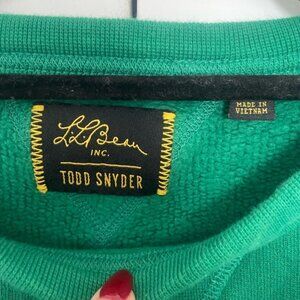 L.L.Bean
INC.
TODD SNYDER
MADE IN
VIETNAM